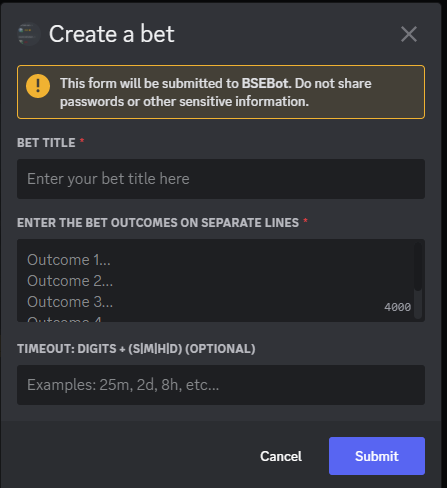 Create a bet
This form will be submitted to BSEBot. Do not share
passwords or other sensitive information.
BET TITLE *
Enter your bet title here
ENTER THE BET OUTCOMES ON SEPARATE LINES *
Outcome 1...
Outcome 2...
Outcome 3...
Outcome 4
4000
TIMEOUT: DIGITS + (S|M|H|D) (OPTIONAL)
Examples: 25m, 2d, 8h, etc...
Cancel
Submit